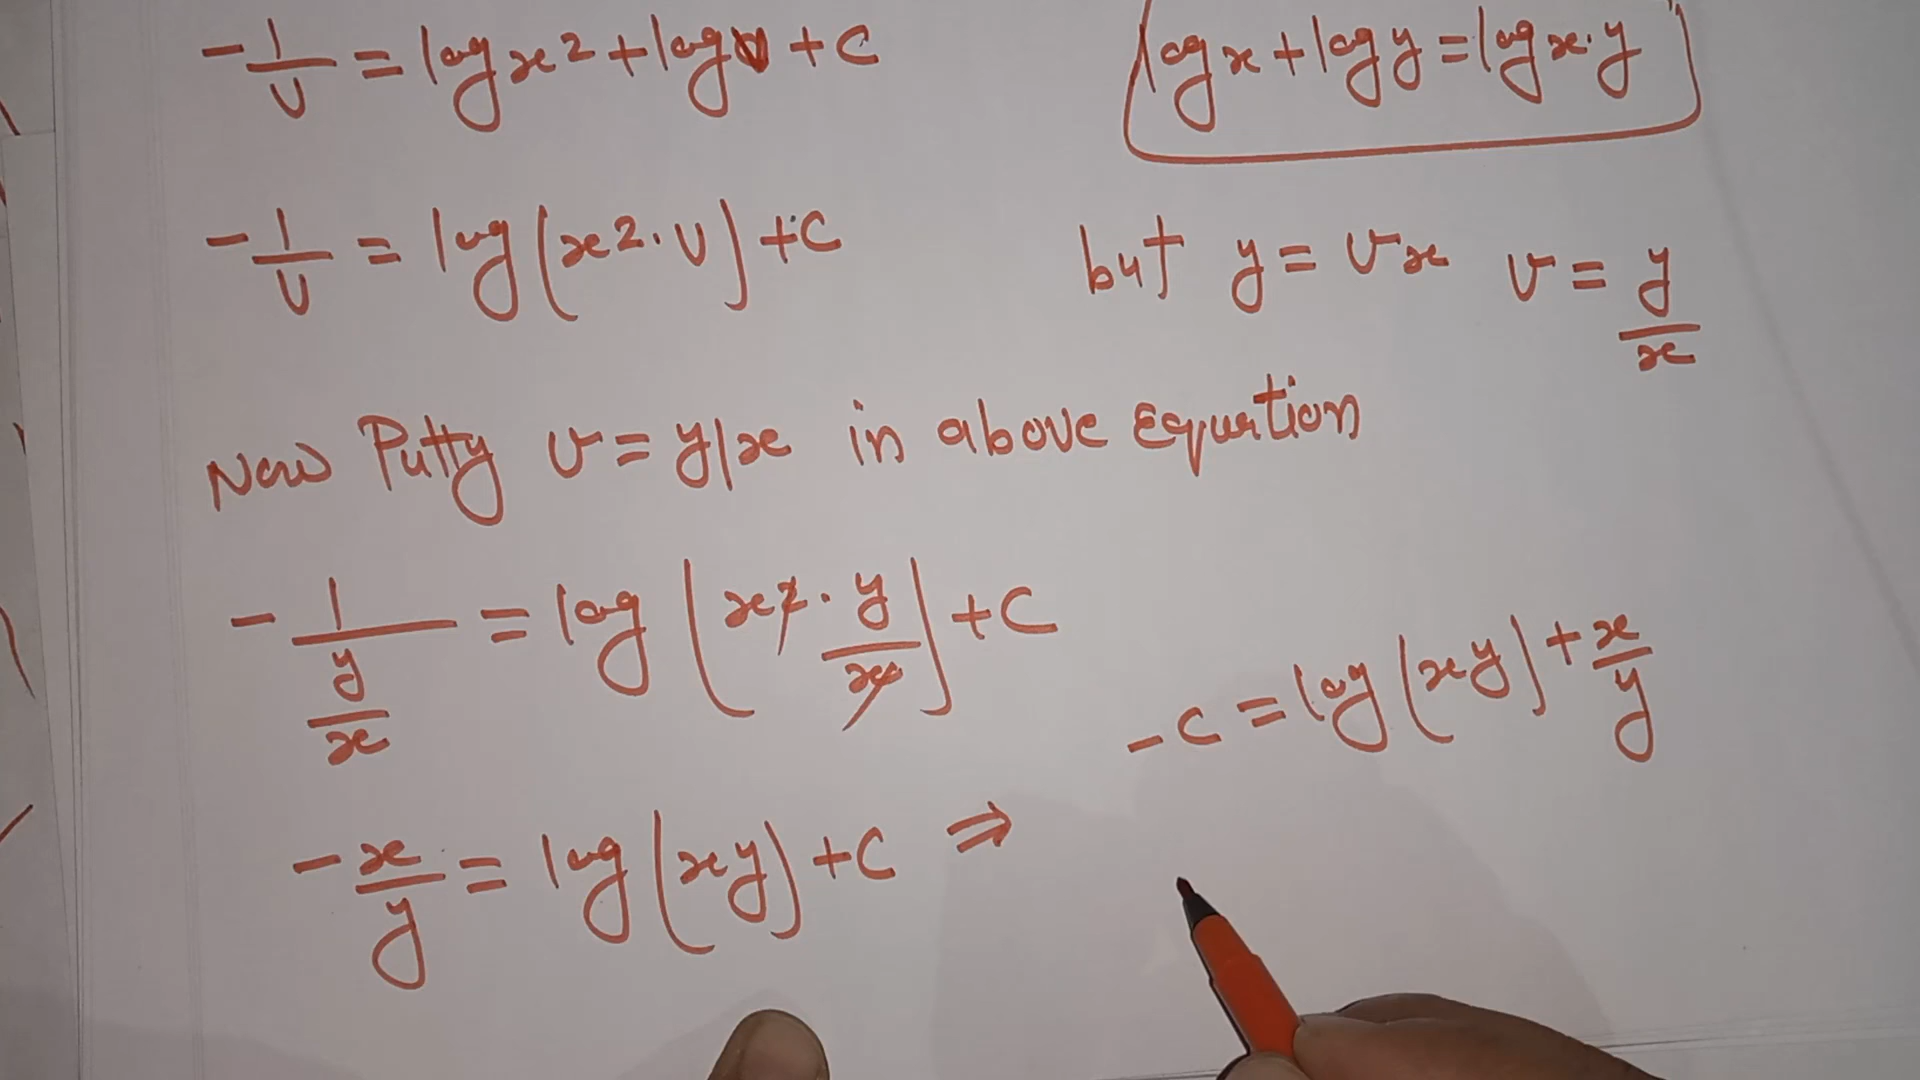 -1/v = log x2 + log v + c
log x + log y = log x.y
-1/v = log(x2.v) + c
but y = vx v = y/x
Now Putty v = y/x in above Equation
-1/(y/x) = log(x2.y/x) + c
-c = log(xy) + x/y
-x/y = log(xy) + c ⇒